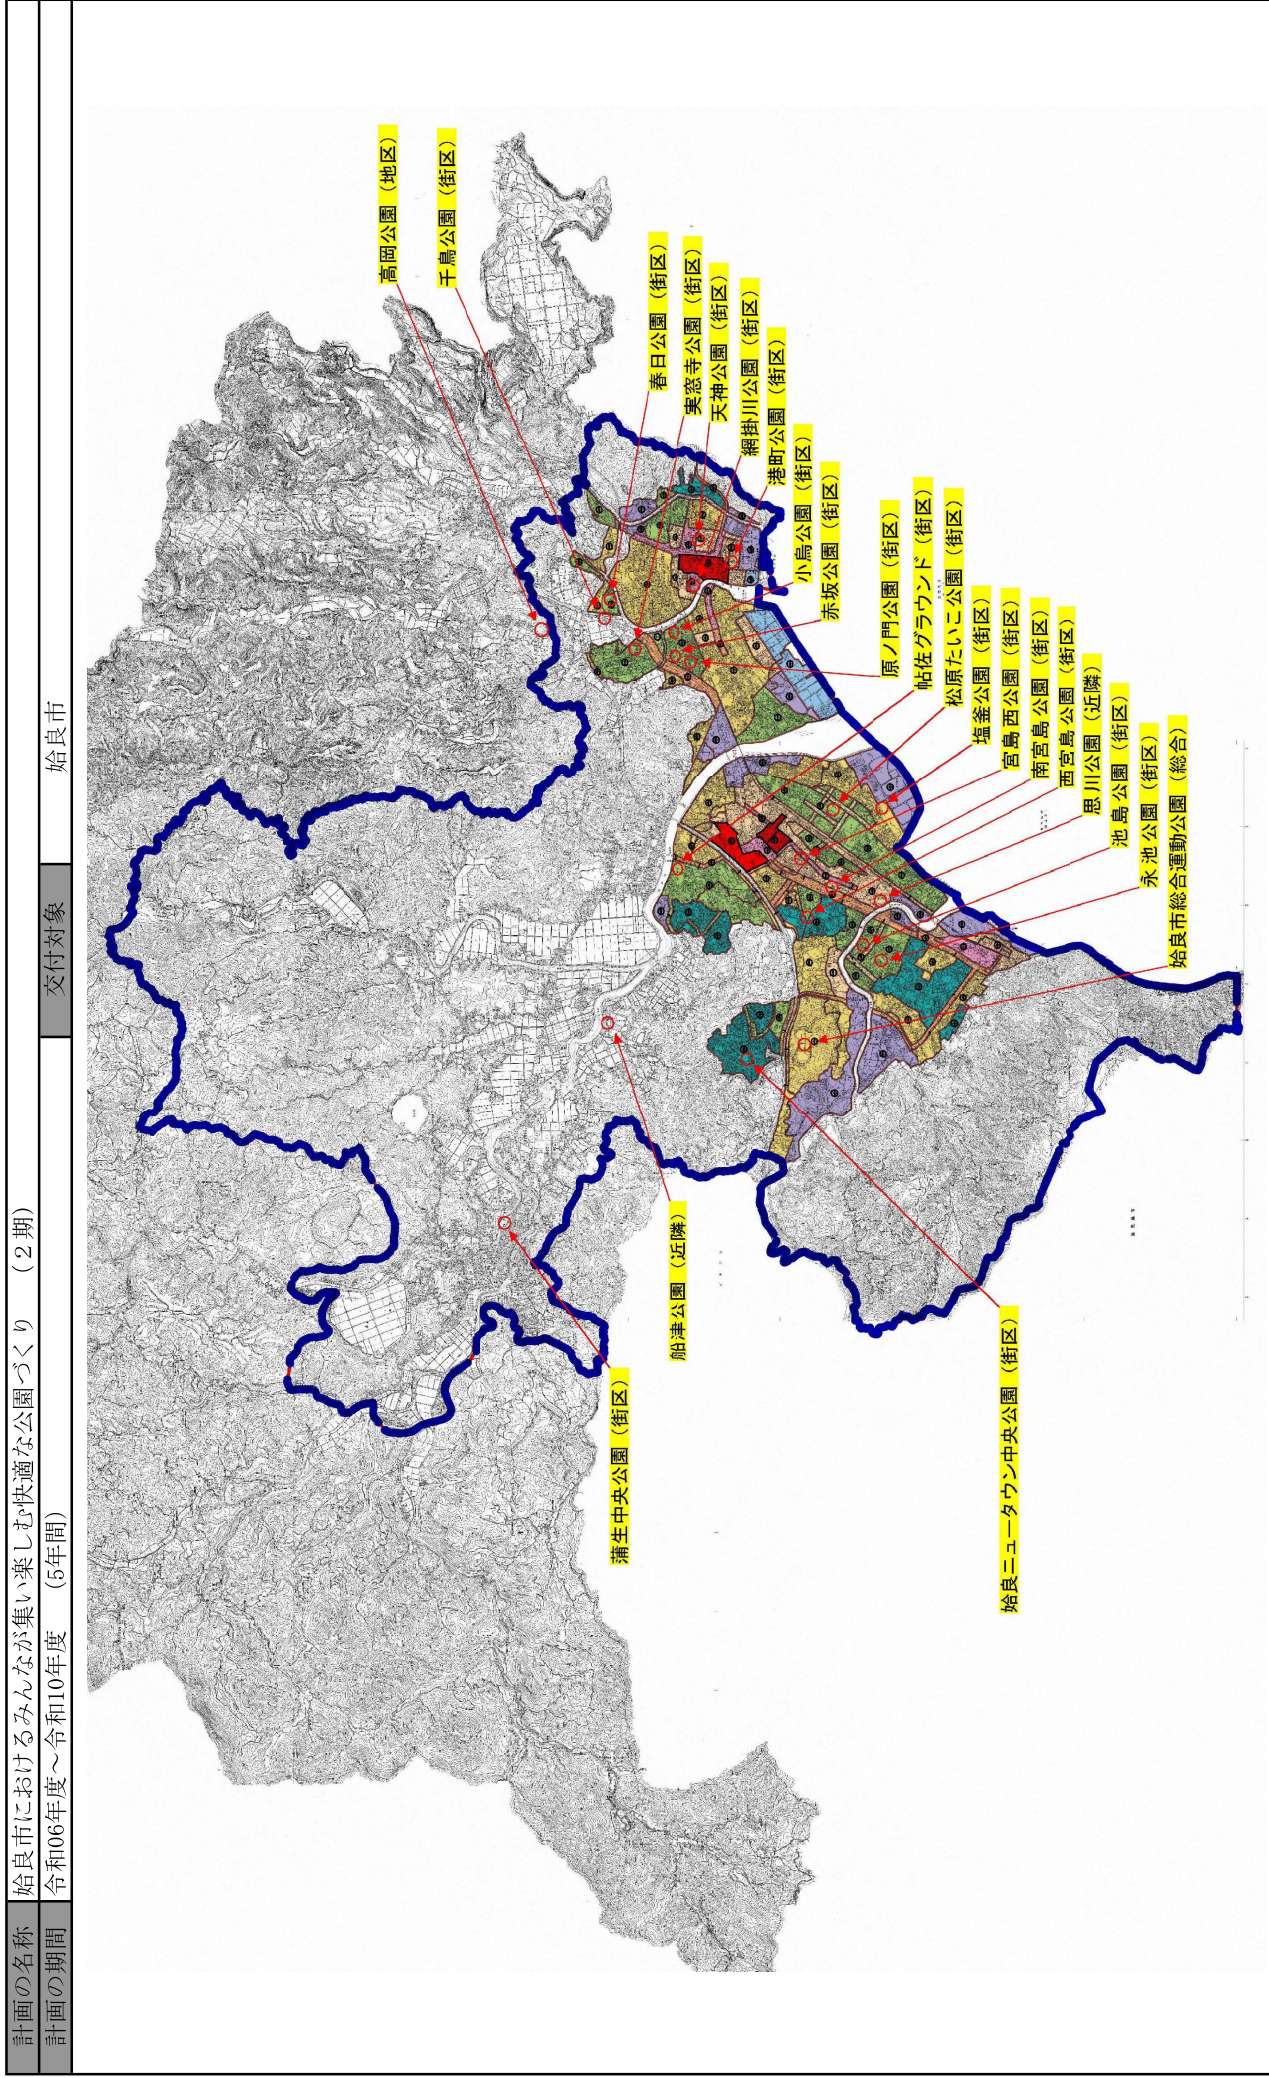 計画の名称 姶良市におけるみんなが集い楽しむ快適な公園づくり （２期）
計画の期間 令和06年度～令和10年度 （5年間） 交付対象 姶良市
高岡公園（地区）
千鳥公園（街区）
春日公園（街区）
実窓寺公園（街区）
天神公園（街区）
網掛川公園（街区）
港町公園（街区）
小鳥公園（街区）
赤坂公園（街区）
原ノ門公園（街区）
帖佐グラウンド（街区）
松原たいこ公園（街区）
塩釜公園（街区）
宮島西公園（街区）
南宮島公園（街区）
西宮島公園（街区）
思川公園（近隣）
池島公園（街区）
永池公園（街区）
姶良市総合運動公園（総合）
船津公園（近隣）
蒲生中央公園（街区）
姶良ニュータウン中央公園（街区）